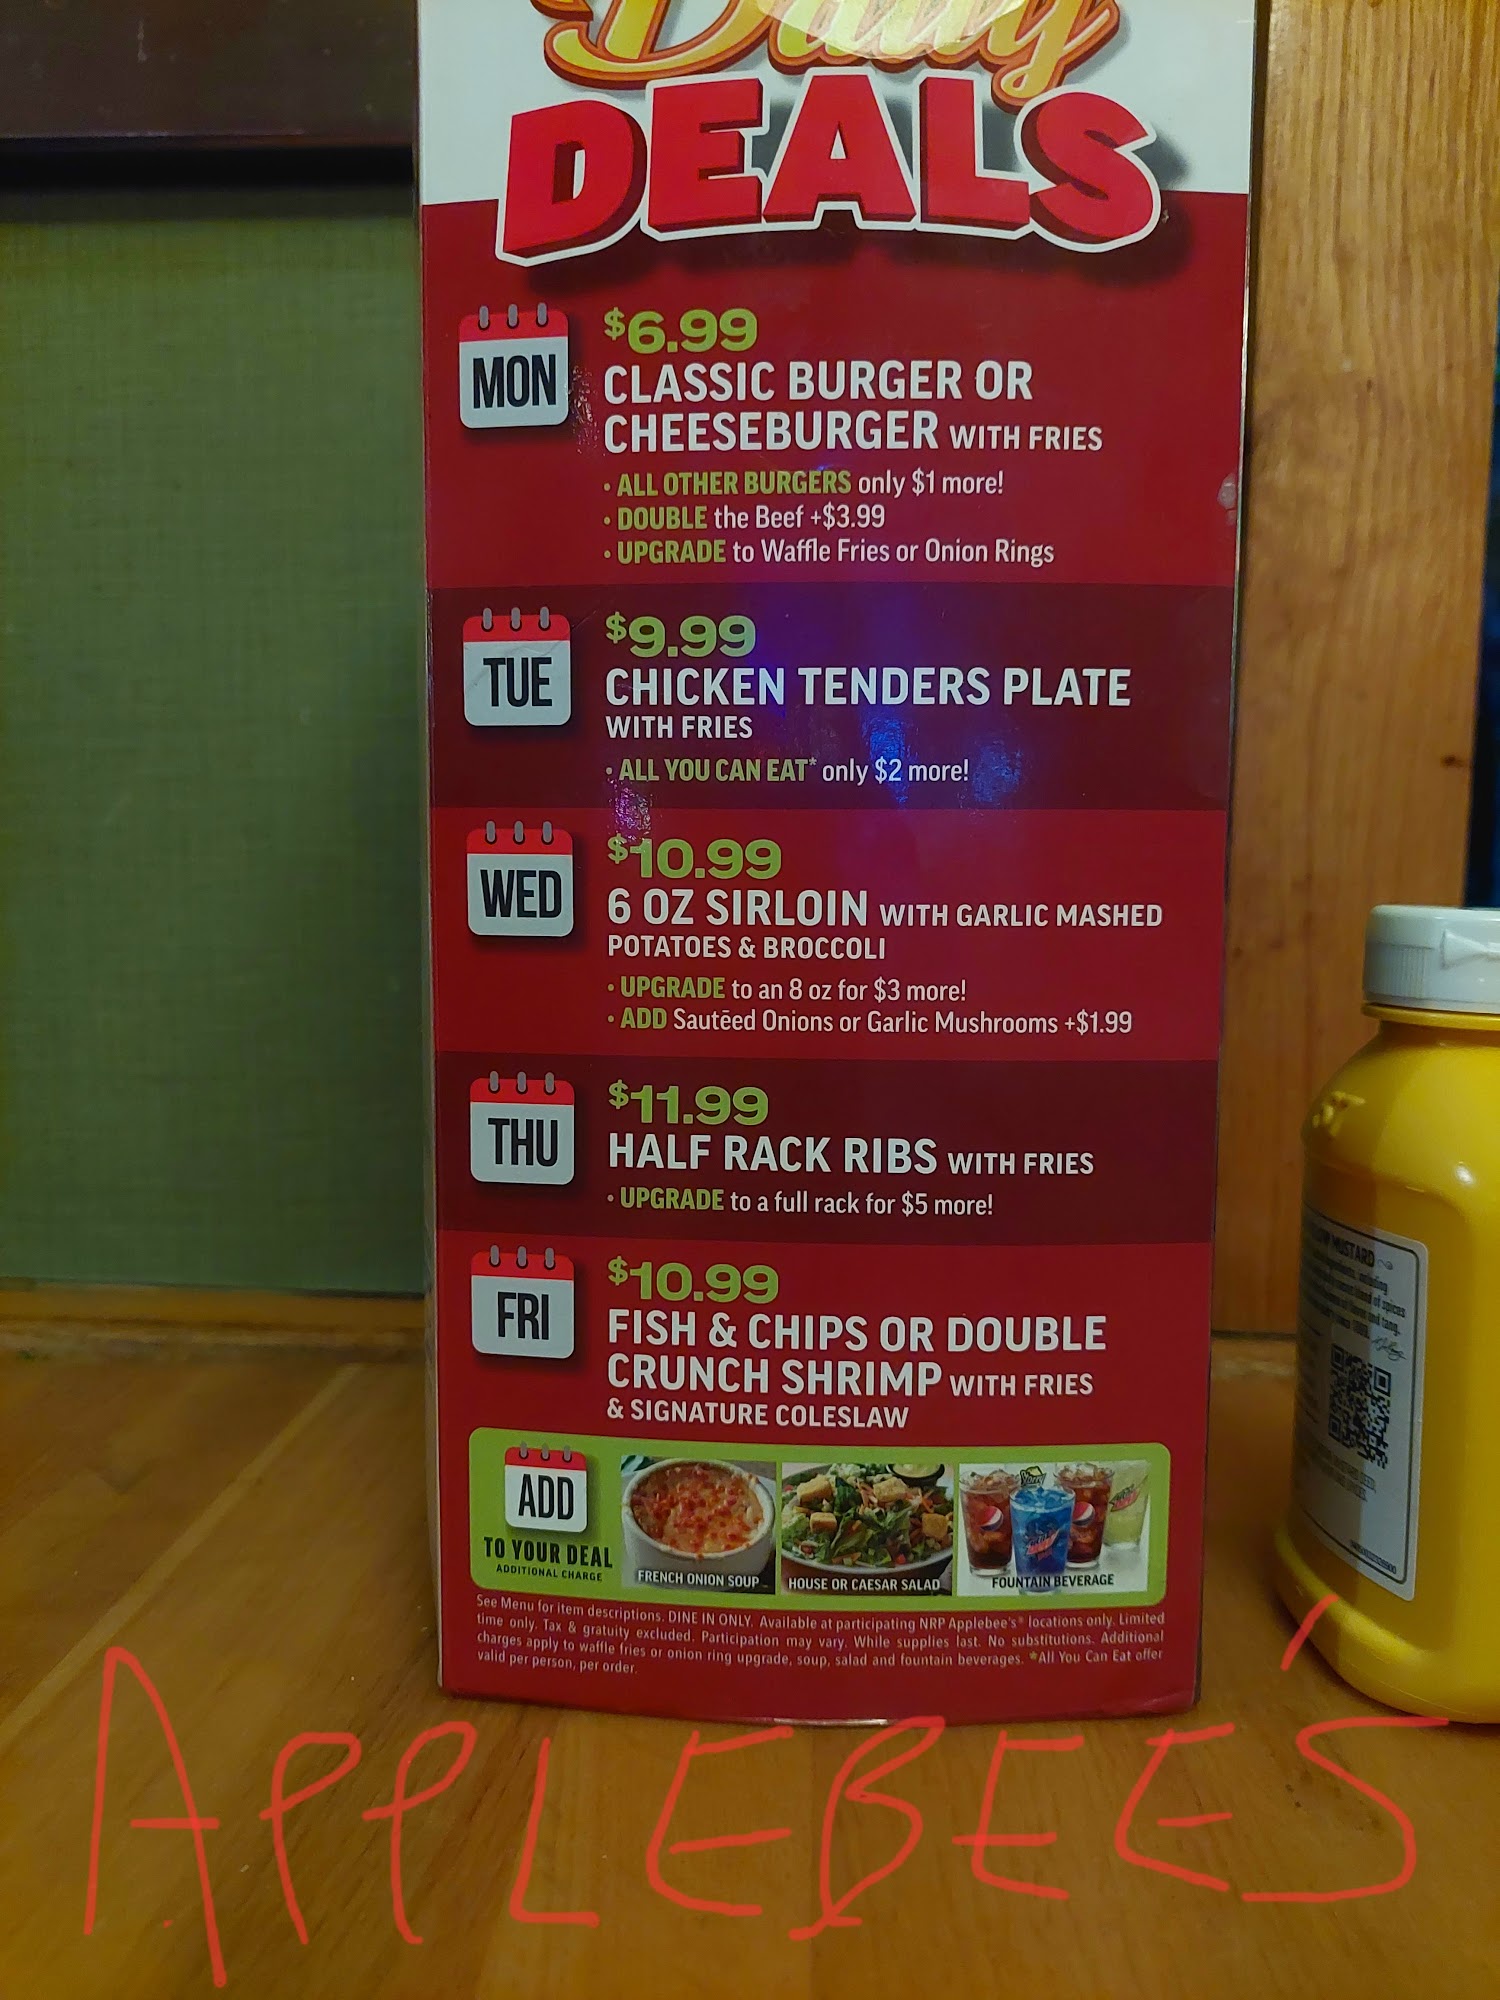 Daily
DEALS
MON
$6.99
CLASSIC BURGER OR
CHEESEBURGER WITH FRIES
• ALL OTHER BURGERS only $1 more!
• DOUBLE the Beef +$3.99
• UPGRADE to Waffle Fries or Onion Rings
TUE
$9.99
CHICKEN TENDERS PLATE
WITH FRIES
• ALL YOU CAN EAT* only $2 more!
WED
$10.99
6 OZ SIRLOIN WITH GARLIC MASHED
POTATOES & BROCCOLI
• UPGRADE to an 8 oz for $3 more!
• ADD Sautēed Onions or Garlic Mushrooms +$1.99
THU
$11.99
HALF RACK RIBS WITH FRIES
• UPGRADE to a full rack for $5 more!
FRI
$10.99
FISH & CHIPS OR DOUBLE
CRUNCH SHRIMP WITH FRIES
& SIGNATURE COLESLAW
ADD
TO YOUR DEAL
ADDITIONAL CHARGE
FRENCH ONION SOUP
HOUSE OR CAESAR SALAD
FOUNTAIN BEVERAGE
See Menu for item descriptions. DINE IN ONLY. Available at participating NRP Applebee's® locations only. Limited
time only. Tax & gratuity excluded. Participation may vary. While supplies last. No substitutions. Additional
charges apply to waffle fries or onion ring upgrade, soup, salad and fountain beverages. *All You Can Eat offer
valid per person, per order.
MUSTARD
including
of spices
and tang.
APPLEBEE'S